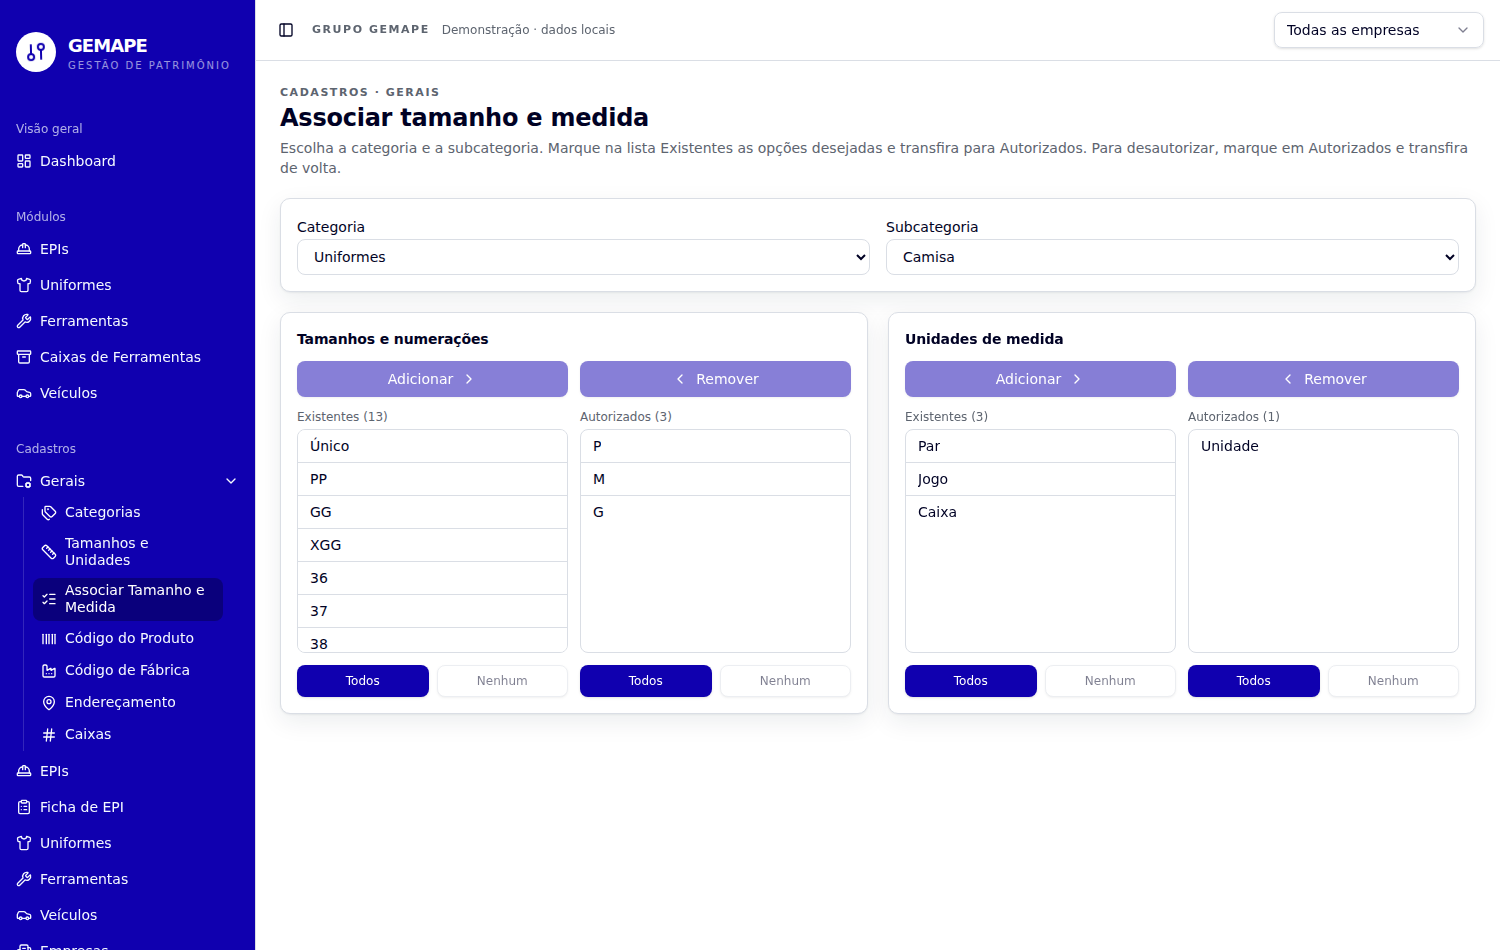 GEMAPE
GESTÃO DE PATRIMÔNIO
Visão geral
Dashboard
Módulos
EPIs
Uniformes
Ferramentas
Caixas de Ferramentas
Veículos
Cadastros
Gerais
Categorias
Tamanhos e
Unidades
Associar Tamanho e
Medida
Código do Produto
Código de Fábrica
Endereçamento
Caixas
EPIs
Ficha de EPI
Uniformes
Ferramentas
Veículos
Empresas
GRUPO GEMAPE Demonstração · dados locais
Todas as empresas
CADASTROS · GERAIS
Associar tamanho e medida
Escolha a categoria e a subcategoria. Marque na lista Existentes as opções desejadas e transfira para Autorizados. Para desautorizar, marque em Autorizados e transfira
de volta.
Categoria
Uniformes
Subcategoria
Camisa
Tamanhos e numerações
Adicionar
Remover
Existentes (13)
Único
PP
GG
XGG
36
37
38
Autorizados (3)
P
M
G
Todos
Nenhum
Todos
Nenhum
Unidades de medida
Adicionar
Remover
Existentes (3)
Par
Jogo
Caixa
Autorizados (1)
Unidade
Todos
Nenhum
Todos
Nenhum